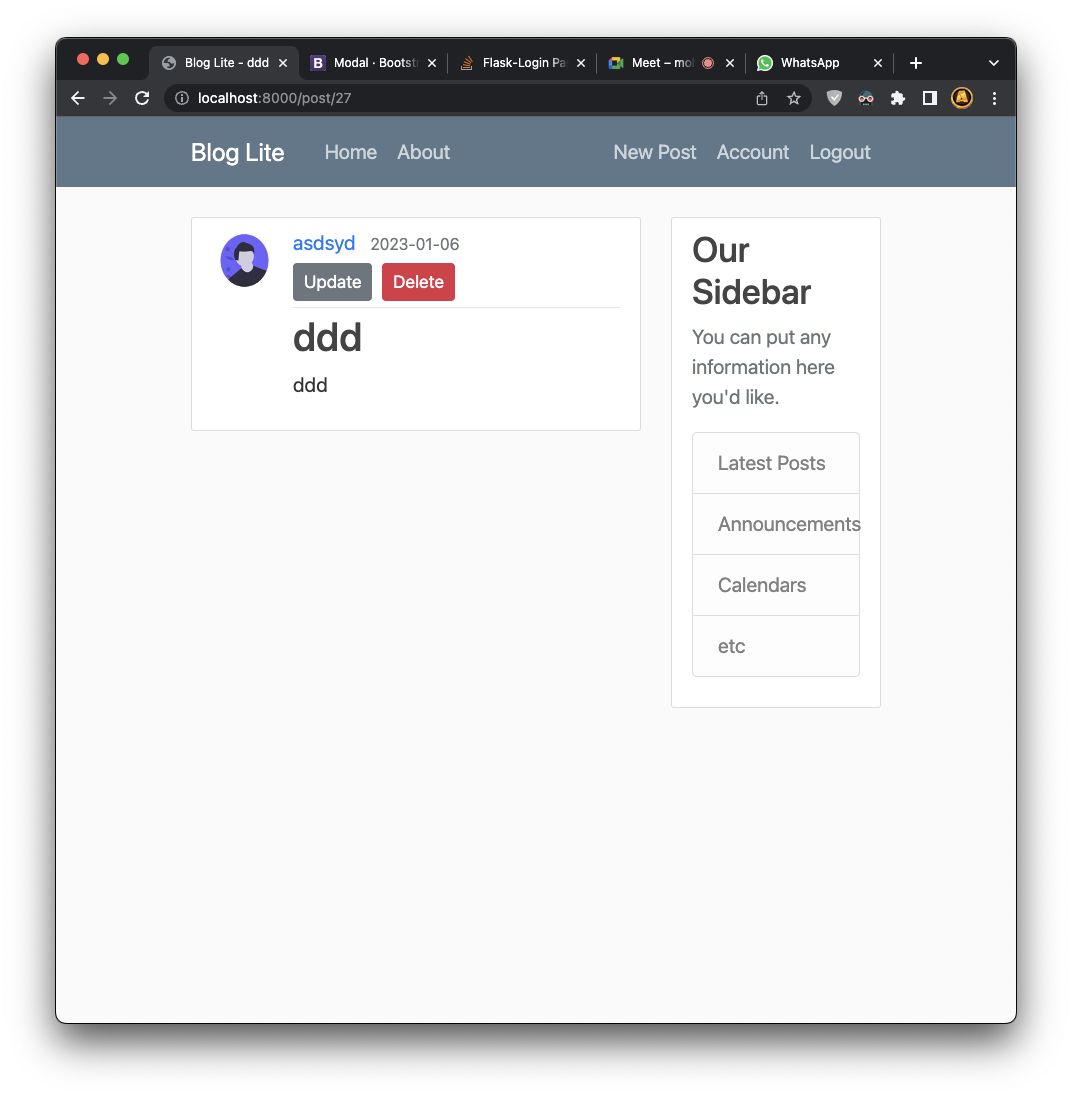 Blog Lite - ddd
Modal · Bootst
Flask-Login Pa
Meet – mol
WhatsApp
localhost:8000/post/27
Blog Lite Home About New Post Account Logout
asdsyd 2023-01-06
Update Delete
ddd
ddd
Our
Sidebar
You can put any
information here
you'd like.
Latest Posts
Announcements
Calendars
etc